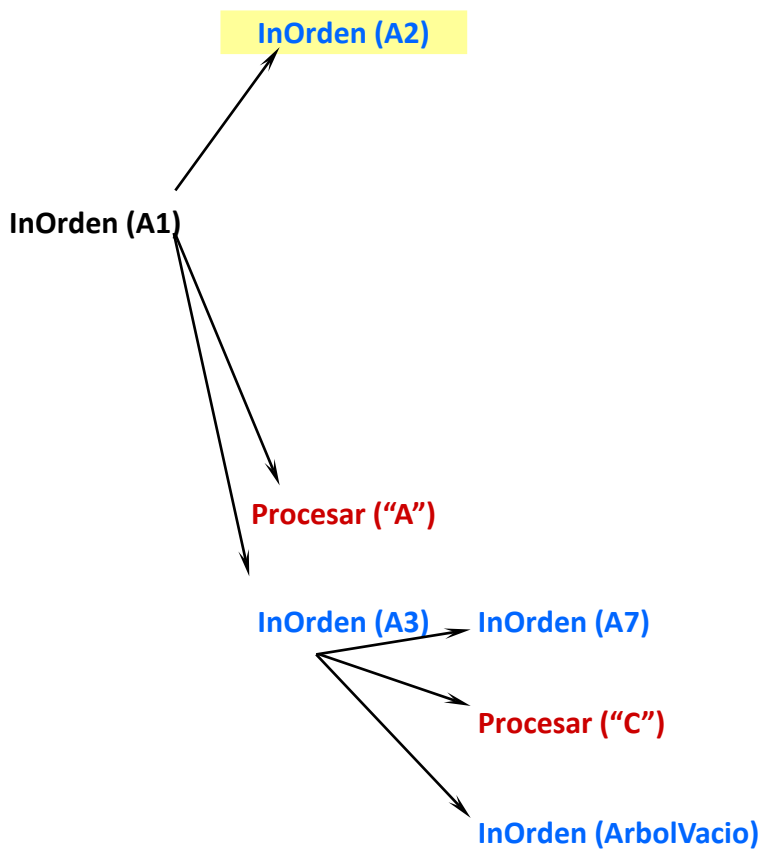 InOrden (A2)
InOrden (A1)
Procesar (“A”)
InOrden (A3)
InOrden (A7)
Procesar (“C”)
InOrden (ArbolVacio)